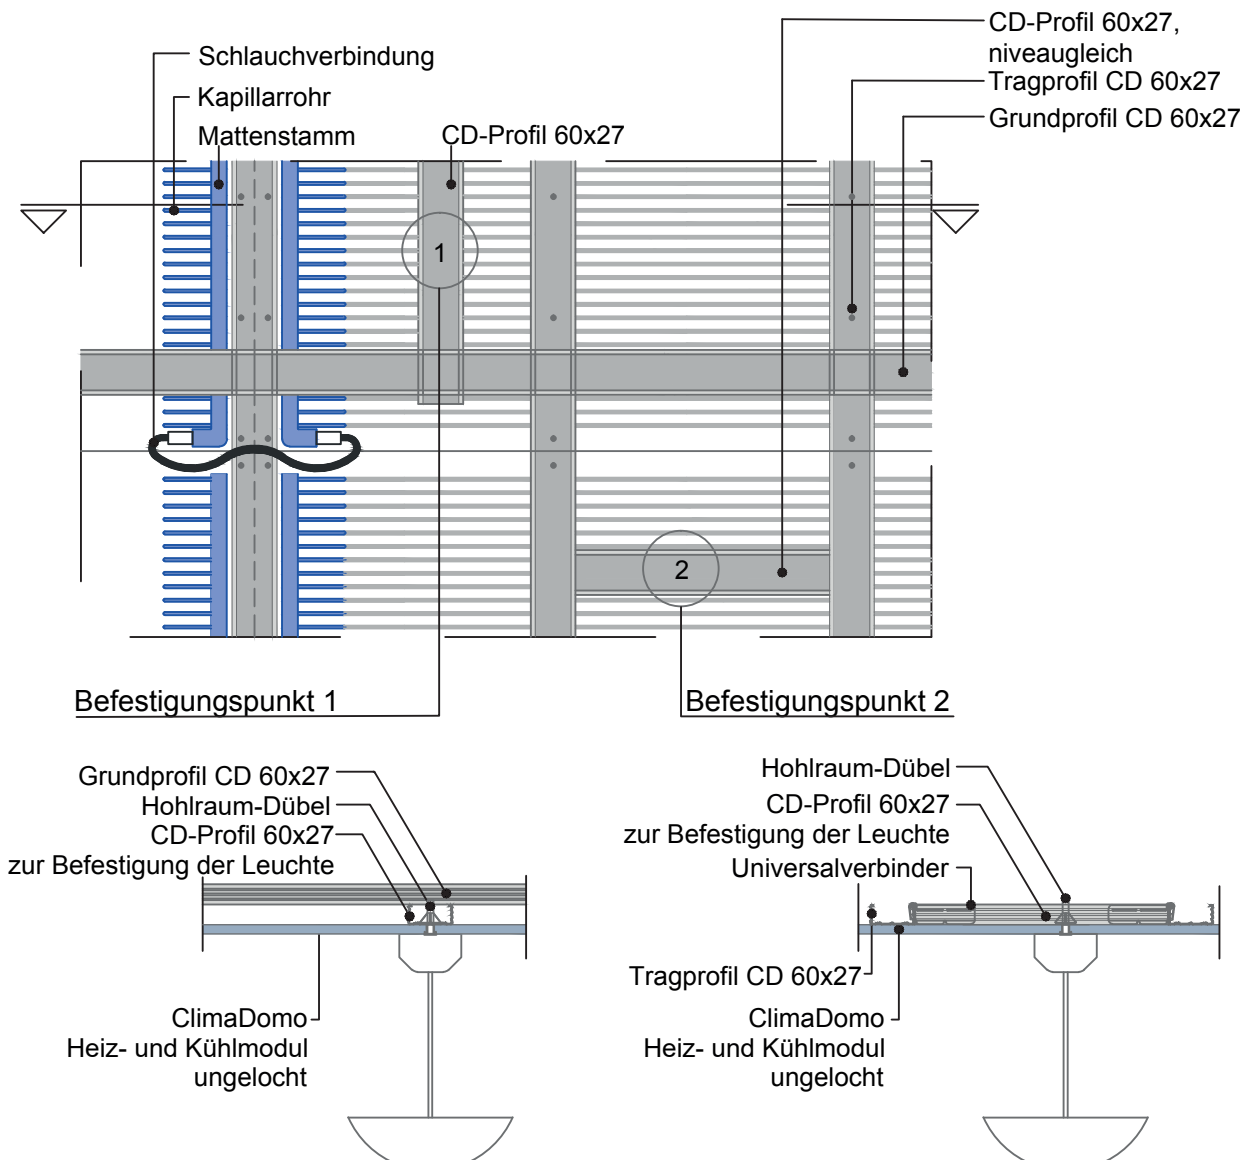 Schlauchverbindung
Kapillarrohr
Mattenstamm
CD-Profil 60x27
CD-Profil 60x27,
niveaugleich
Tragprofil CD 60x27
Grundprofil CD 60x27
1
2
Befestigungspunkt 1
Befestigungspunkt 2
Grundprofil CD 60x27
Hohlraum-Dübel
CD-Profil 60x27
zur Befestigung der Leuchte
ClimaDomo
Heiz- und Kühlmodul
ungelocht
Hohlraum-Dübel
CD-Profil 60x27
zur Befestigung der Leuchte
Universalverbinder
Tragprofil CD 60x27
ClimaDomo
Heiz- und Kühlmodul
ungelocht